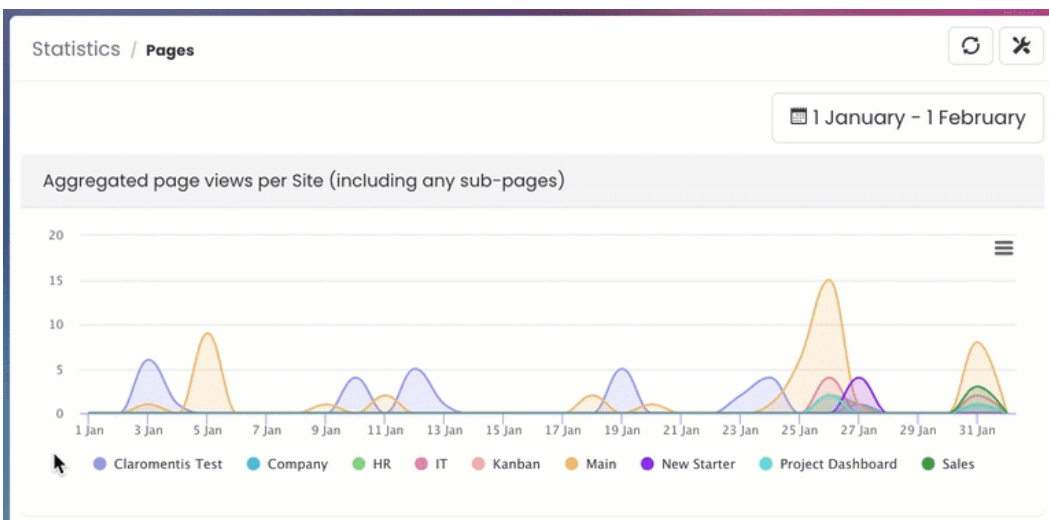 Statistics / Pages
1 January - 1 February
Aggregated page views per Site (including any sub-pages)
20
15
10
5
0
1 Jan 3 Jan 5 Jan 7 Jan 9 Jan 11 Jan 13 Jan 15 Jan 17 Jan 19 Jan 21 Jan 23 Jan 25 Jan 27 Jan 29 Jan 31 Jan
Claromentis Test Company HR IT Kanban Main New Starter Project Dashboard Sales